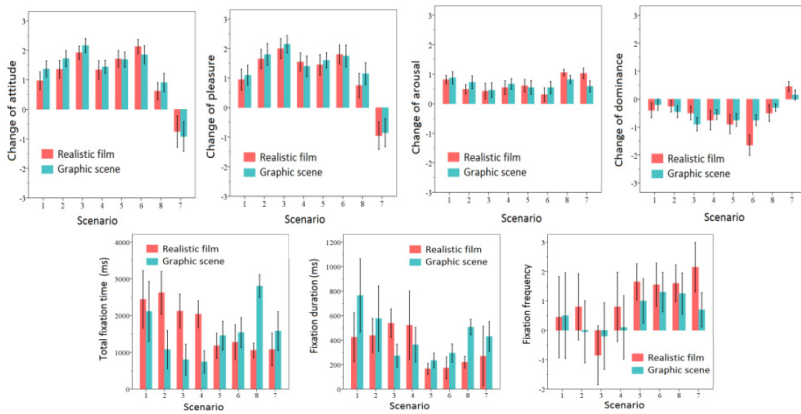 Change of attitude
3
2
1
0
-1
-2
-3
Realistic film
Graphic scene
1 2 3 4 5 6 8 7
Scenario
Change of pleasure
3
2
1
0
-1
-2
-3
Realistic film
Graphic scene
1 2 3 4 5 6 8 7
Scenario
Change of arousal
3
2
1
0
-1
-2
-3
Realistic film
Graphic scene
1 2 3 4 5 6 8 7
Scenario
Change of dominance
3
2
1
0
-1
-2
-3
Realistic film
Graphic scene
1 2 3 4 5 6 8 7
Scenario
Total fixation time
(ms)
4000
3000
2000
1000
0
Realistic film
Graphic scene
1 2 3 4 5 6 8 7
Scenario
Fixation duration
(ms)
1200
1000
800
600
400
200
0
Realistic film
Graphic scene
1 2 3 4 5 6 8 7
Scenario
Fixation frequency
3
2
1
0
-1
-2
Realistic film
Graphic scene
1 2 3 4 5 6 8 7
Scenario